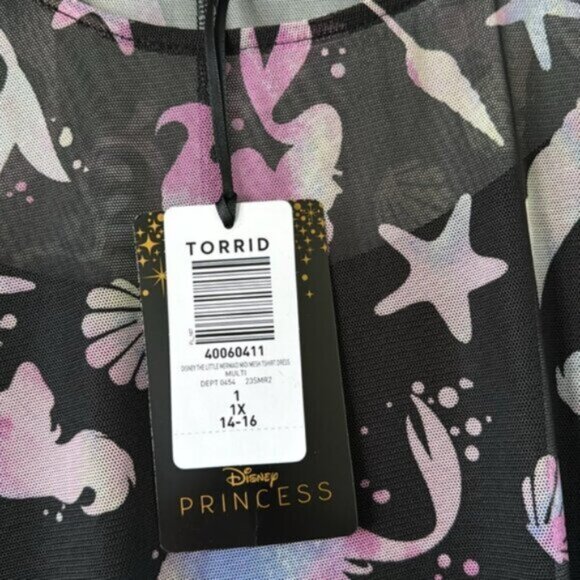 TORRID
40060411
DISNEY THE LITTLE MERMAID MIDI MESH TSHIRT DRESS
MULTI
DEPT 0454 23SMR2
1
1X
14-16
Disney
PRINCESS